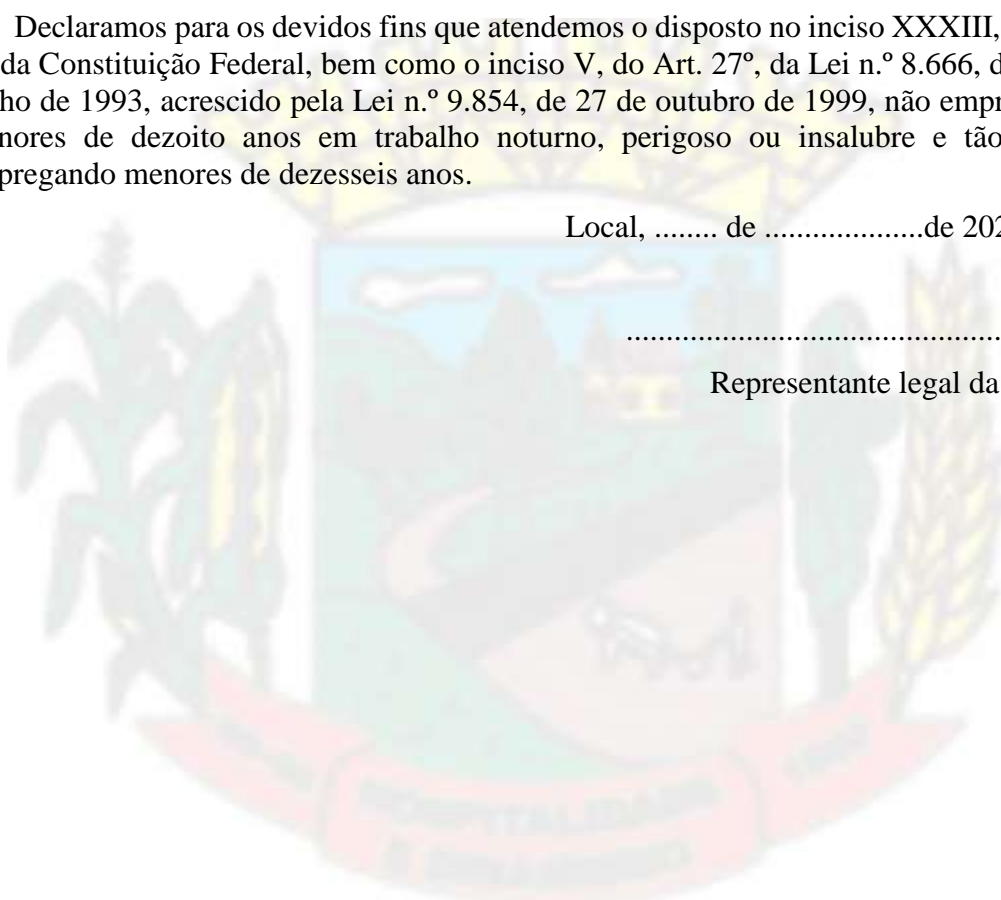 Declaramos para os devidos fins que atendemos o disposto no inciso XXXIII,
da Constituição Federal, bem como o inciso V, do Art. 27º, da Lei n.º 8.666, d
ho de 1993, acrescido pela Lei n.º 9.854, de 27 de outubro de 1999, não empr
nores de dezoito anos em trabalho noturno, perigoso ou insalubre e tão
pregando menores de dezesseis anos.
Local, ........ de ....................de 202
...............................................
Representante legal da
HOSPITALIDADE